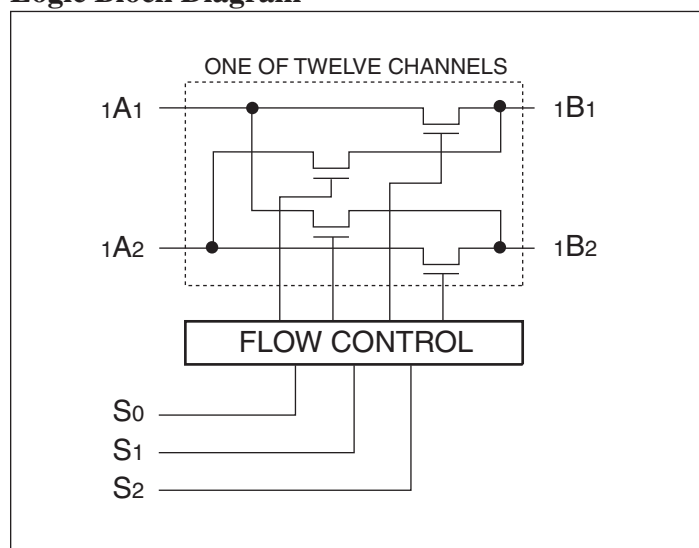 Logic Block Diagram
ONE OF TWELVE CHANNELS
1A1 1B1
1A2 1B2
FLOW CONTROL
S0
S1
S2